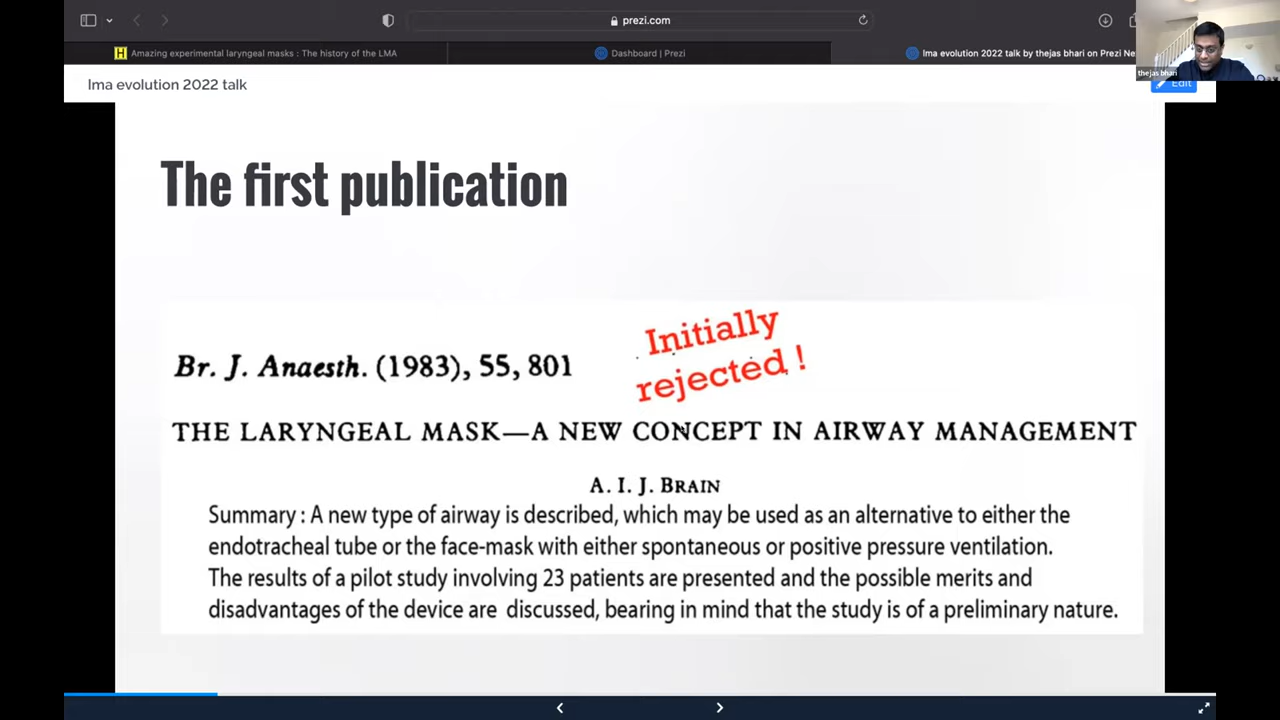 prezi.com
Amazing experimental laryngeal masks : The history of the LMA
Dashboard | Prezi
lma evolution 2022 talk by thejas bhari on Prezi Ne
thejas bhari
lma evolution 2022 talk
Edit
The first publication
Initially
rejected !
Br. J. Anaesth. (1983), 55, 801
THE LARYNGEAL MASK—A NEW CONCEPT IN AIRWAY MANAGEMENT
A. I. J. BRAIN
Summary : A new type of airway is described, which may be used as an alternative to either the
endotracheal tube or the face-mask with either spontaneous or positive pressure ventilation.
The results of a pilot study involving 23 patients are presented and the possible merits and
disadvantages of the device are discussed, bearing in mind that the study is of a preliminary nature.